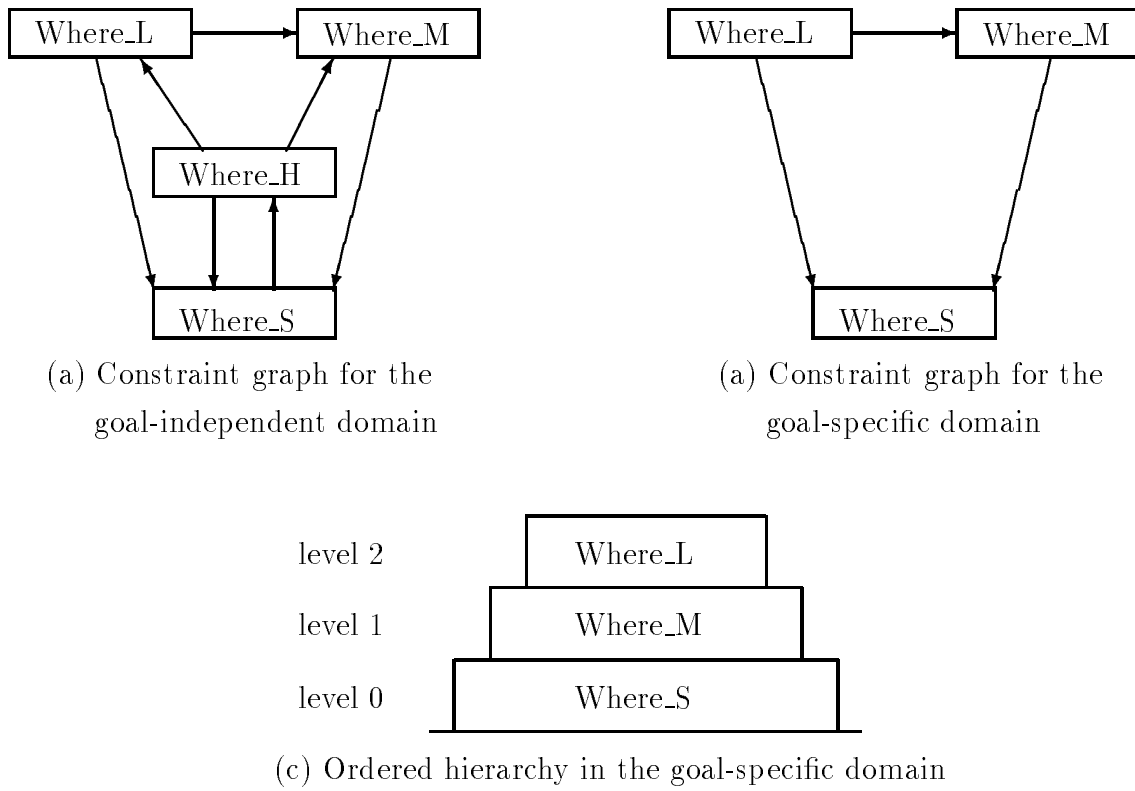 Where_L
Where_M
Where_H
Where_S
(a) Constraint graph for the
goal-independent domain
Where_L
Where_M
Where_S
(a) Constraint graph for the
goal-specific domain
level 2
Where_L
level 1
Where_M
level 0
Where_S
(c) Ordered hierarchy in the goal-specific domain